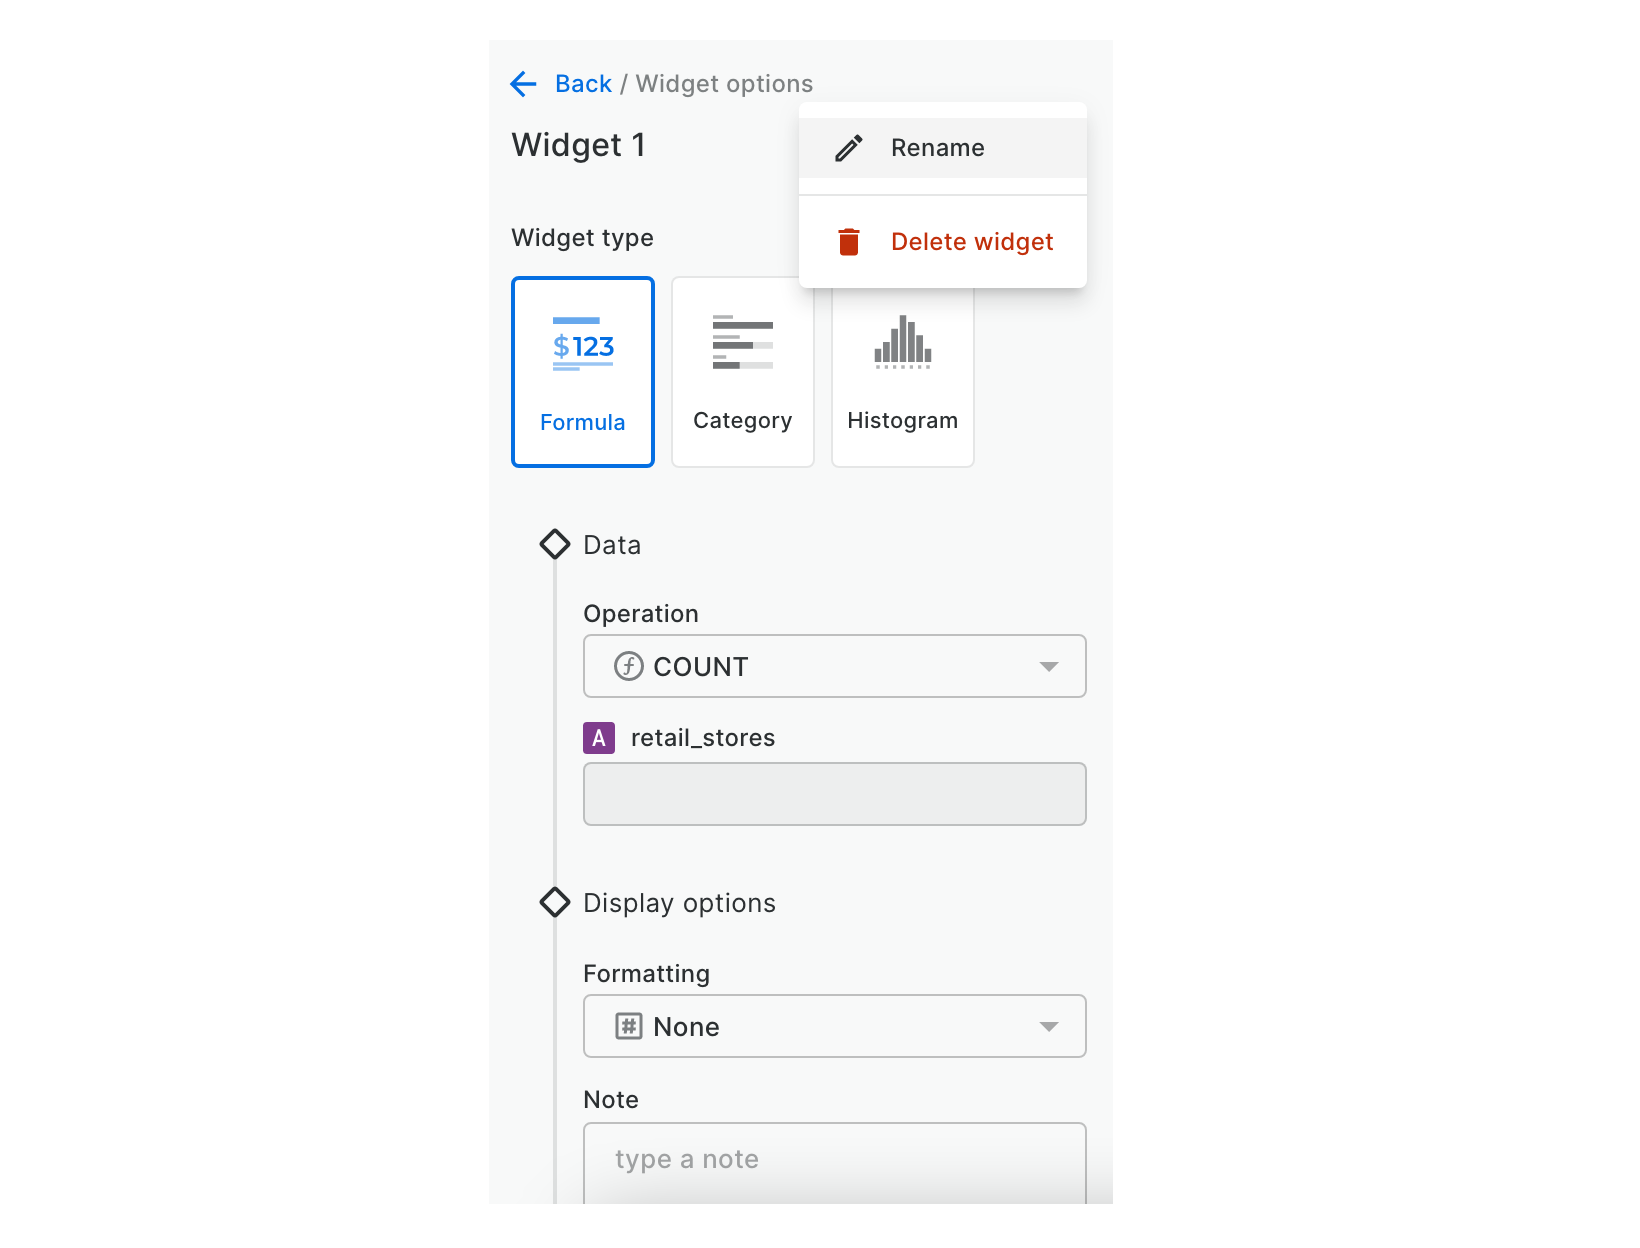 Back / Widget options
Widget 1
Rename
Delete widget
Widget type
$123
Formula
Category
Histogram
Data
Operation
COUNT
A retail_stores
Display options
Formatting
# None
Note
type a note